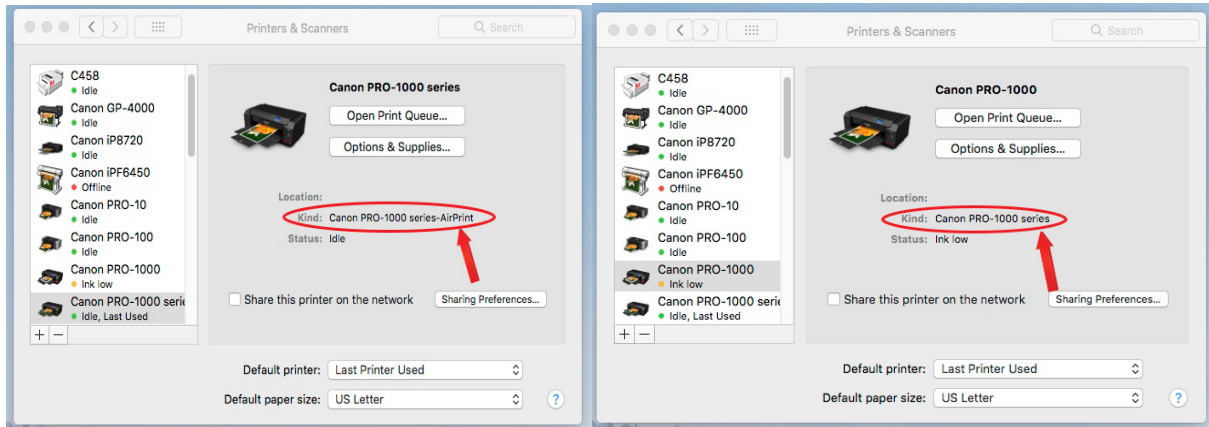 Printers & Scanners
Search
C458
Idle
Canon GP-4000
Idle
Canon iP8720
Idle
Canon iPF6450
Offline
Canon PRO-10
Idle
Canon PRO-100
Idle
Canon PRO-1000
Ink low
Canon PRO-1000 serie
Idle, Last Used
+ −
Canon PRO-1000 series
Open Print Queue...
Options & Supplies...
Location:
Kind: Canon PRO-1000 series-AirPrint
Status: Idle
Share this printer on the network Sharing Preferences...
Default printer: Last Printer Used
Default paper size: US Letter
?
Printers & Scanners
Search
C458
Idle
Canon GP-4000
Idle
Canon iP8720
Idle
Canon iPF6450
Offline
Canon PRO-10
Idle
Canon PRO-100
Idle
Canon PRO-1000
Ink low
Canon PRO-1000 serie
Idle, Last Used
+ −
Canon PRO-1000
Open Print Queue...
Options & Supplies...
Location:
Kind: Canon PRO-1000 series
Status: Ink low
Share this printer on the network Sharing Preferences...
Default printer: Last Printer Used
Default paper size: US Letter
?